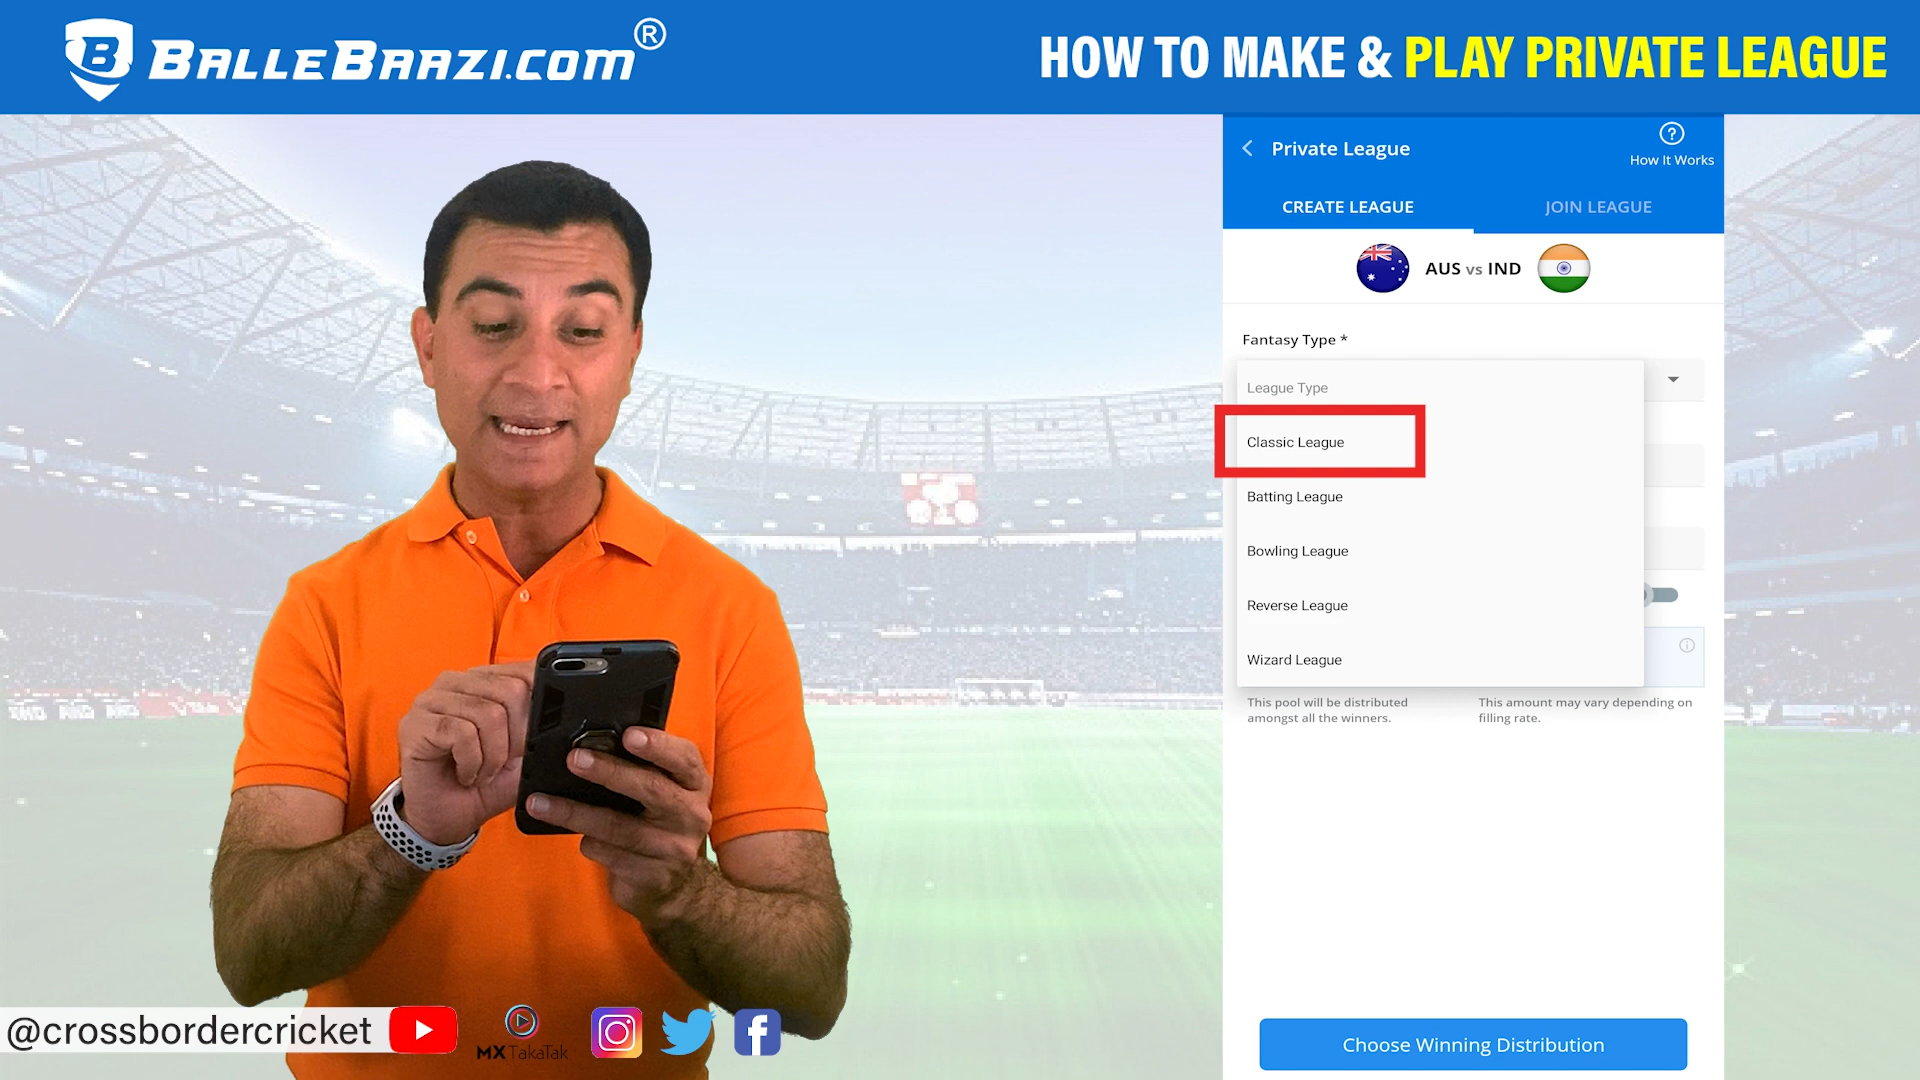 BALLEBAAZI.COM®
HOW TO MAKE & PLAY PRIVATE LEAGUE
Private League
? How It Works
CREATE LEAGUE
JOIN LEAGUE
AUS vs IND
Fantasy Type *
League Type
Classic League
Batting League
Bowling League
Reverse League
Wizard League
This pool will be distributed
amongst all the winners.
This amount may vary depending on
filling rate.
Choose Winning Distribution
@crossbordercricket
MX TakaTak